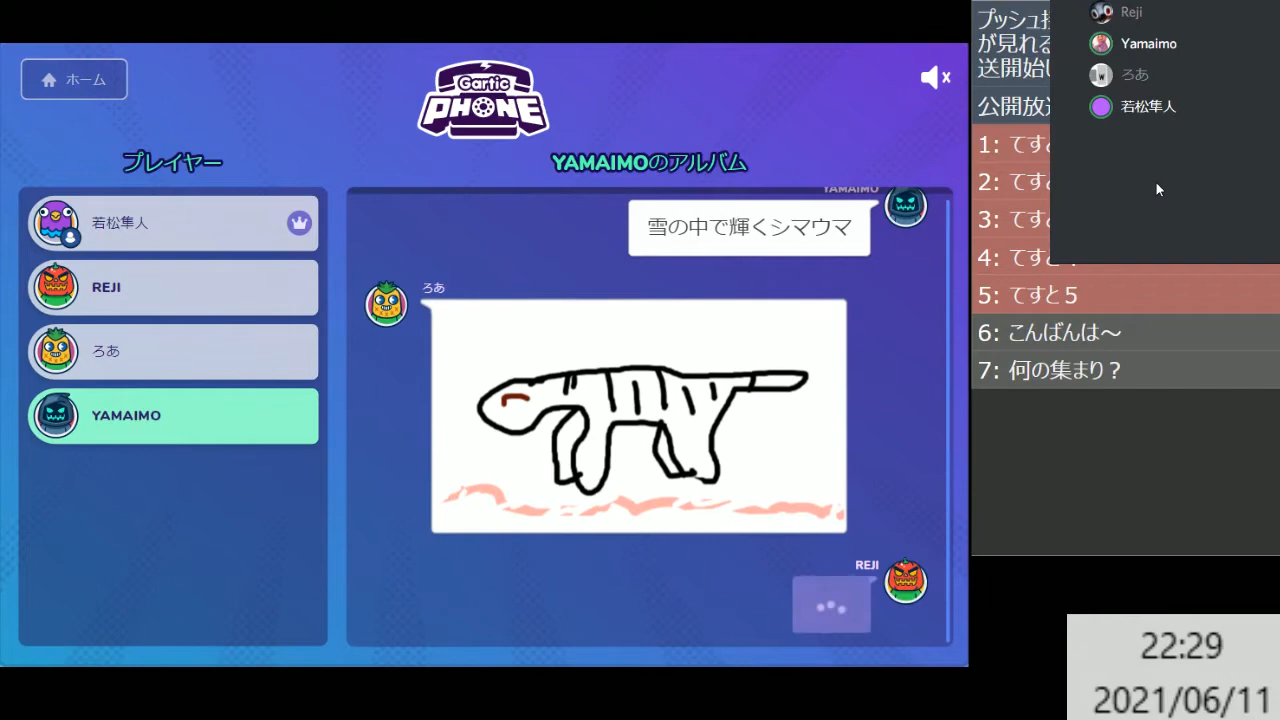 ホーム
Gartic
PHONE
プレイヤー
若松隼人
REJI
ろあ
YAMAIMO
YAMAIMOのアルバム
YAMAIMO
雪の中で輝くシマウマ
ろあ
REJI
プッシュ
が見れる
送開始
公開放送
1: てすと
2: てすと
3: てすと
4: てすと
5: てすと5
6: こんばんは～
7: 何の集まり？
Reji
Yamaimo
ろあ
若松隼人
22:29
2021/06/11